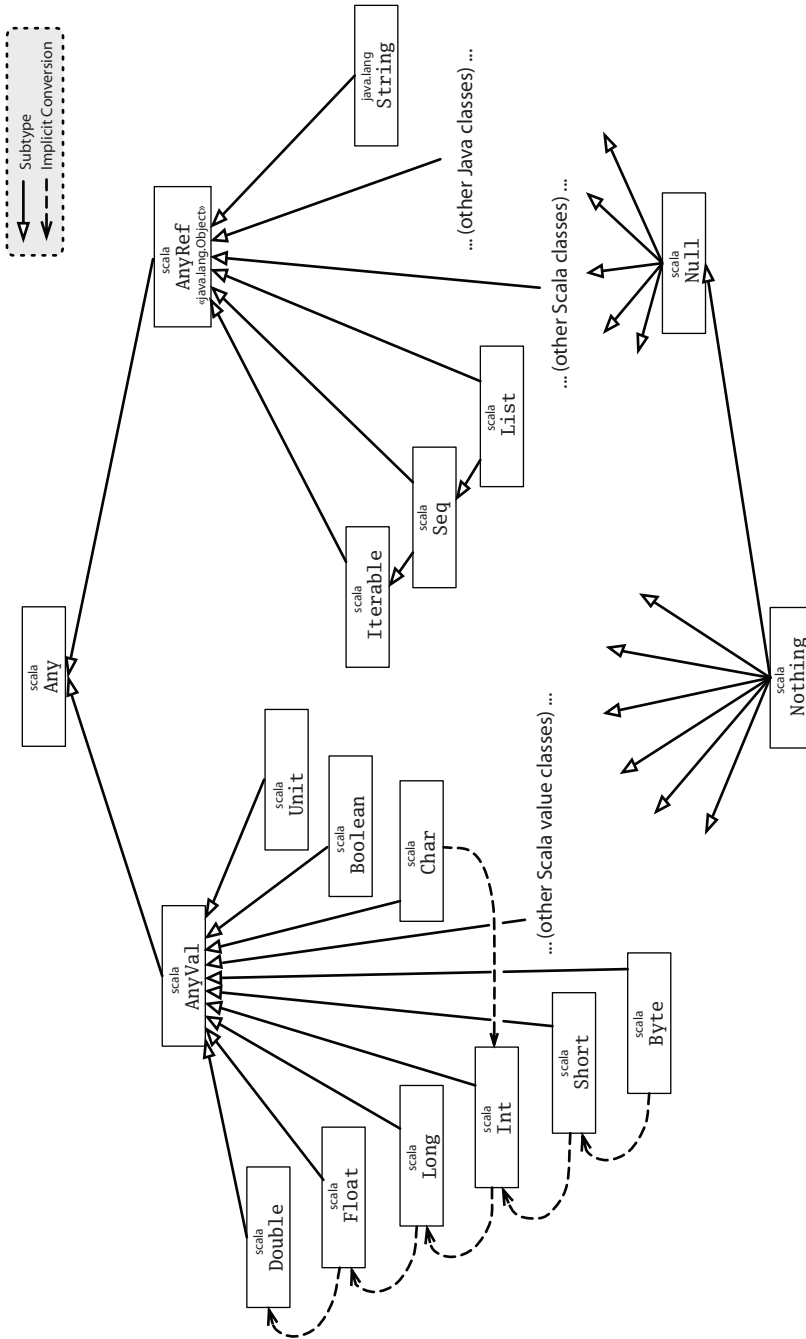 Subtype
Implicit Conversion
scala
Any
scala
AnyVal
scala
AnyRef
«java.lang.Object»
scala
Double
scala
Float
scala
Long
scala
Int
scala
Short
scala
Byte
scala
Unit
scala
Boolean
scala
Char
... (other Scala value classes) ...
scala
Iterable
scala
Seq
scala
List
java.lang
String
... (other Java classes) ...
... (other Scala classes) ...
scala
Null
scala
Nothing